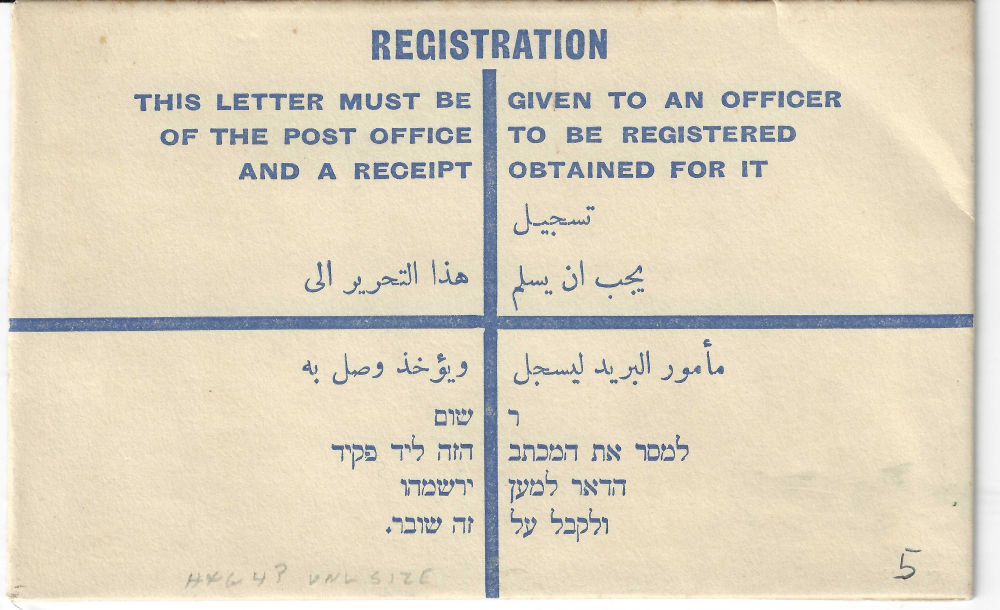 REGISTRATION
THIS LETTER MUST BE GIVEN TO AN OFFICER
OF THE POST OFFICE TO BE REGISTERED
AND A RECEIPT OBTAINED FOR IT
تسجيل
يجب ان يسلم هذا التحرير الى
مأمور البريد ليسجل ويؤخذ وصل به
ר שום
למסר את המכתב הזה ליד פקיד
הדאר למען ירשמהו
ולקבל על זה שובר.
5
SIZE